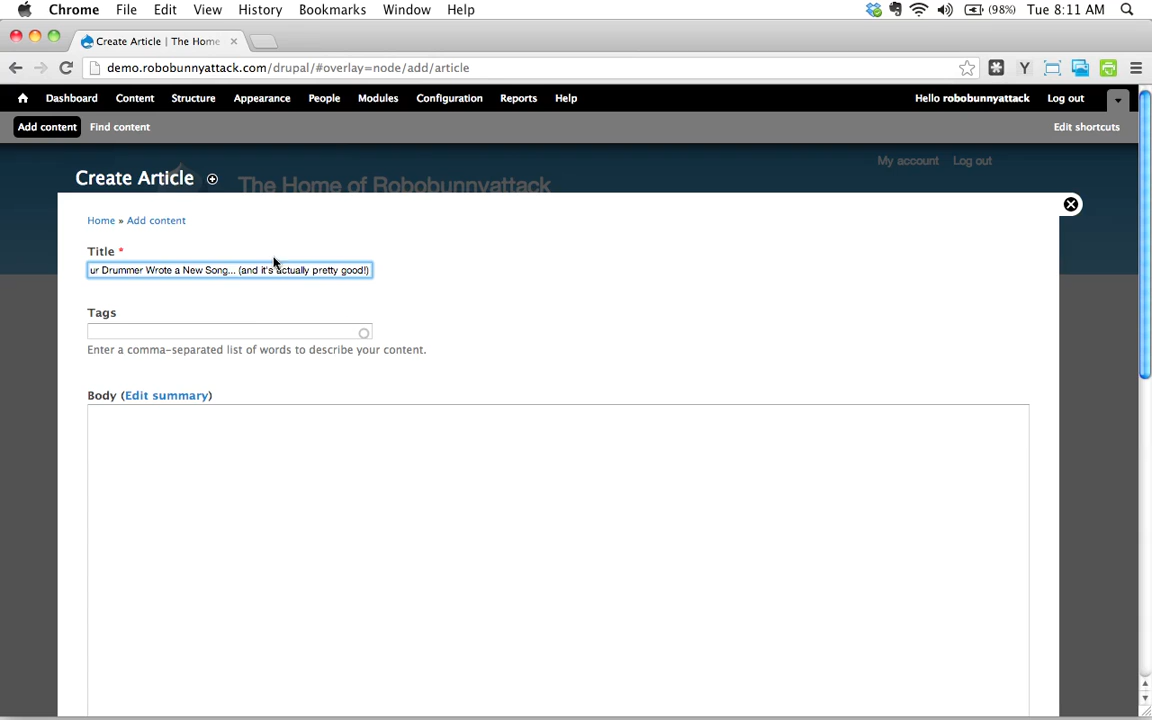 Chrome File Edit View History Bookmarks Window Help (98%) Tue 8:11 AM
Create Article | The Home
demo.robobunnyattack.com/drupal/#overlay=node/add/article
Dashboard Content Structure Appearance People Modules Configuration Reports Help Hello robobunnyattack Log out
Add content Find content Edit shortcuts
My account Log out
Create Article
The Home of Robobunnyattack
Home » Add content
Title *
ur Drummer Wrote a New Song... (and it's actually pretty good!)
Tags
Enter a comma-separated list of words to describe your content.
Body (Edit summary)